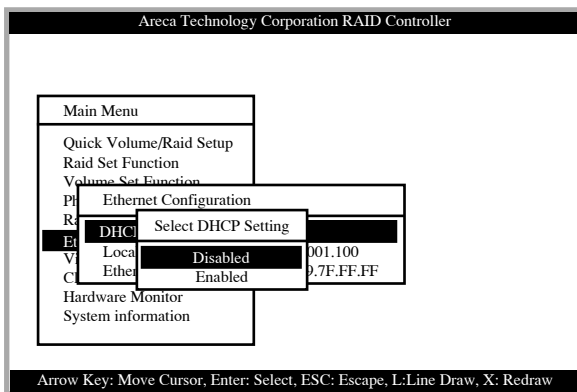 Areca Technology Corporation RAID Controller
Main Menu
Quick Volume/Raid Setup
Raid Set Function
Volume Set Function
Ethernet Configuration
Select DHCP Setting
Disabled
001.100
Enabled
.7F.FF.FF
Hardware Monitor
System information
Arrow Key: Move Cursor, Enter: Select, ESC: Escape, L:Line Draw, X: Redraw